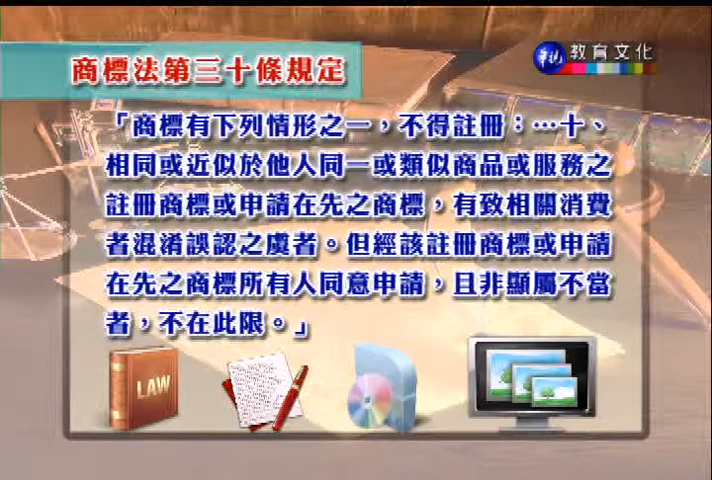 商標法第三十條規定
教育文化
「商標有下列情形之一，不得註冊：…十、
相同或近似於他人同一或類似商品或服務之
註冊商標或申請在先之商標，有致相關消費
者混淆誤認之虞者。但經該註冊商標或申請
在先之商標所有人同意申請，且非顯屬不當
者，不在此限。」
LAW